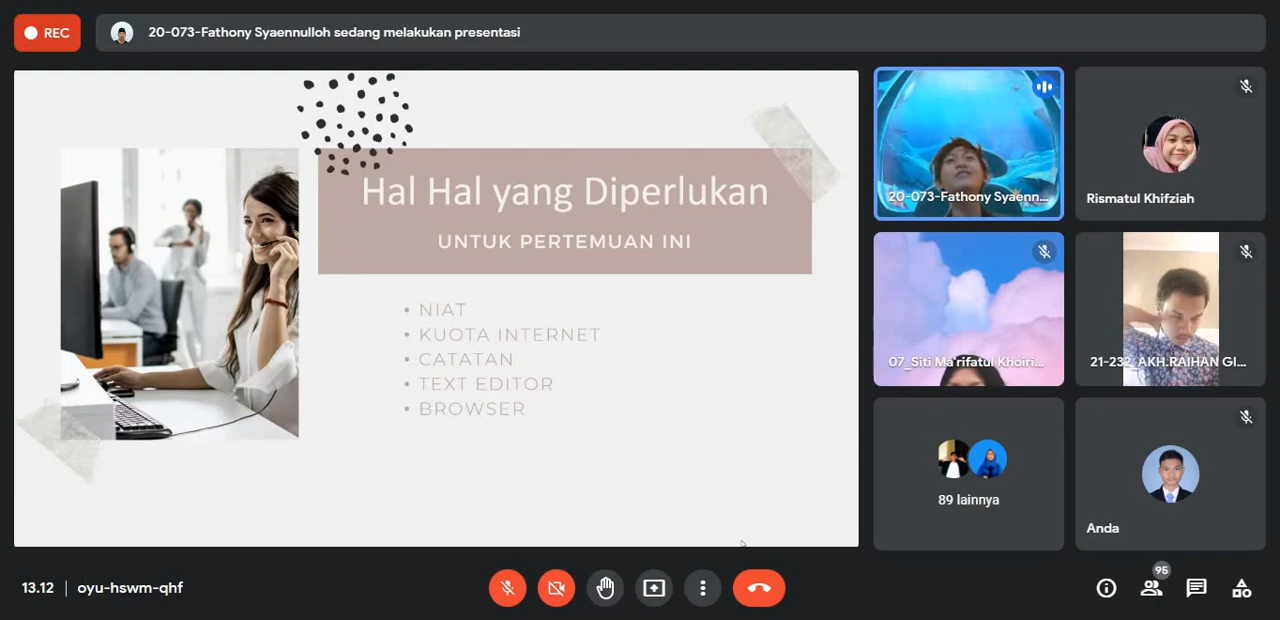 REC
20-073-Fathony Syaennulloh sedang melakukan presentasi
Hal Hal yang Diperlukan
UNTUK PERTEMUAN INI
• NIAT
• KUOTA INTERNET
• CATATAN
• TEXT EDITOR
• BROWSER
20-073-Fathony Syaenn...
Rismatul Khifziah
07_Siti Ma'rifatul Khoiri...
21-232_AKH.RAIHAN GI...
89 lainnya
Anda
13.12 | oyu-hswm-qhf
95